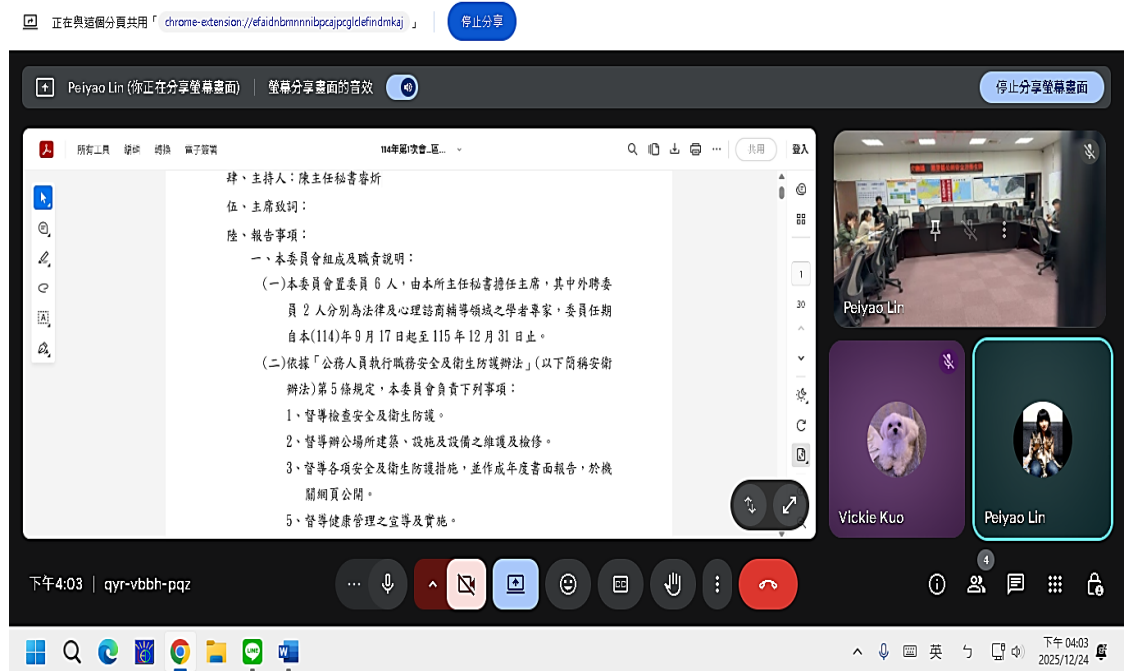 正在與這個分頁共用「 chrome-extension://efaidnbmnnnibpcajpcglclefindmkaj 」
停止分享
Peiyao Lin (你正在分享螢幕畫面)
螢幕分享畫面的音效
停止分享螢幕畫面
所有工具 編輯 轉換 電子簽署
114年第1次會_區...
共用
登入
肆、主持人：陳主任秘書睿炘
伍、主席致詞：
陸、報告事項：
一、本委員會組成及職責說明：
(一)本委員會置委員 6 人，由本所主任秘書擔任主席，其中外聘委
員 2 人分別為法律及心理諮商輔導領域之學者專家，委員任期
自本(114)年 9 月 17 日起至 115 年 12 月 31 日止。
(二)依據「公務人員執行職務安全及衛生防護辦法」(以下簡稱安衛
辦法)第 5 條規定，本委員會負責下列事項：
1、督導檢查安全及衛生防護。
2、督導辦公場所建築、設施及設備之維護及檢修。
3、督導各項安全及衛生防護措施，並作成年度書面報告，於機
關網頁公開。
5、督導健康管理之宣導及實施。
1
30
Peiyao Lin
Vickie Kuo
Peiyao Lin
4
下午4:03 | qyr-vbbh-pqz
英
下午 04:03
2025/12/24